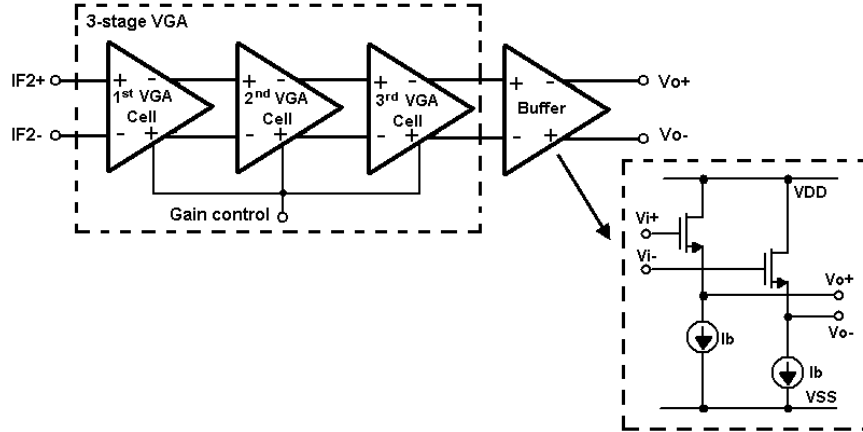 3-stage VGA
IF2+
IF2-
+ -
1st VGA
Cell
- +
+ -
2nd VGA
Cell
- +
+ -
3rd VGA
Cell
- +
+ -
Buffer
- +
Vo+
Vo-
Gain control
VDD
Vi+
Vi-
Vo+
Vo-
Ib
Ib
VSS